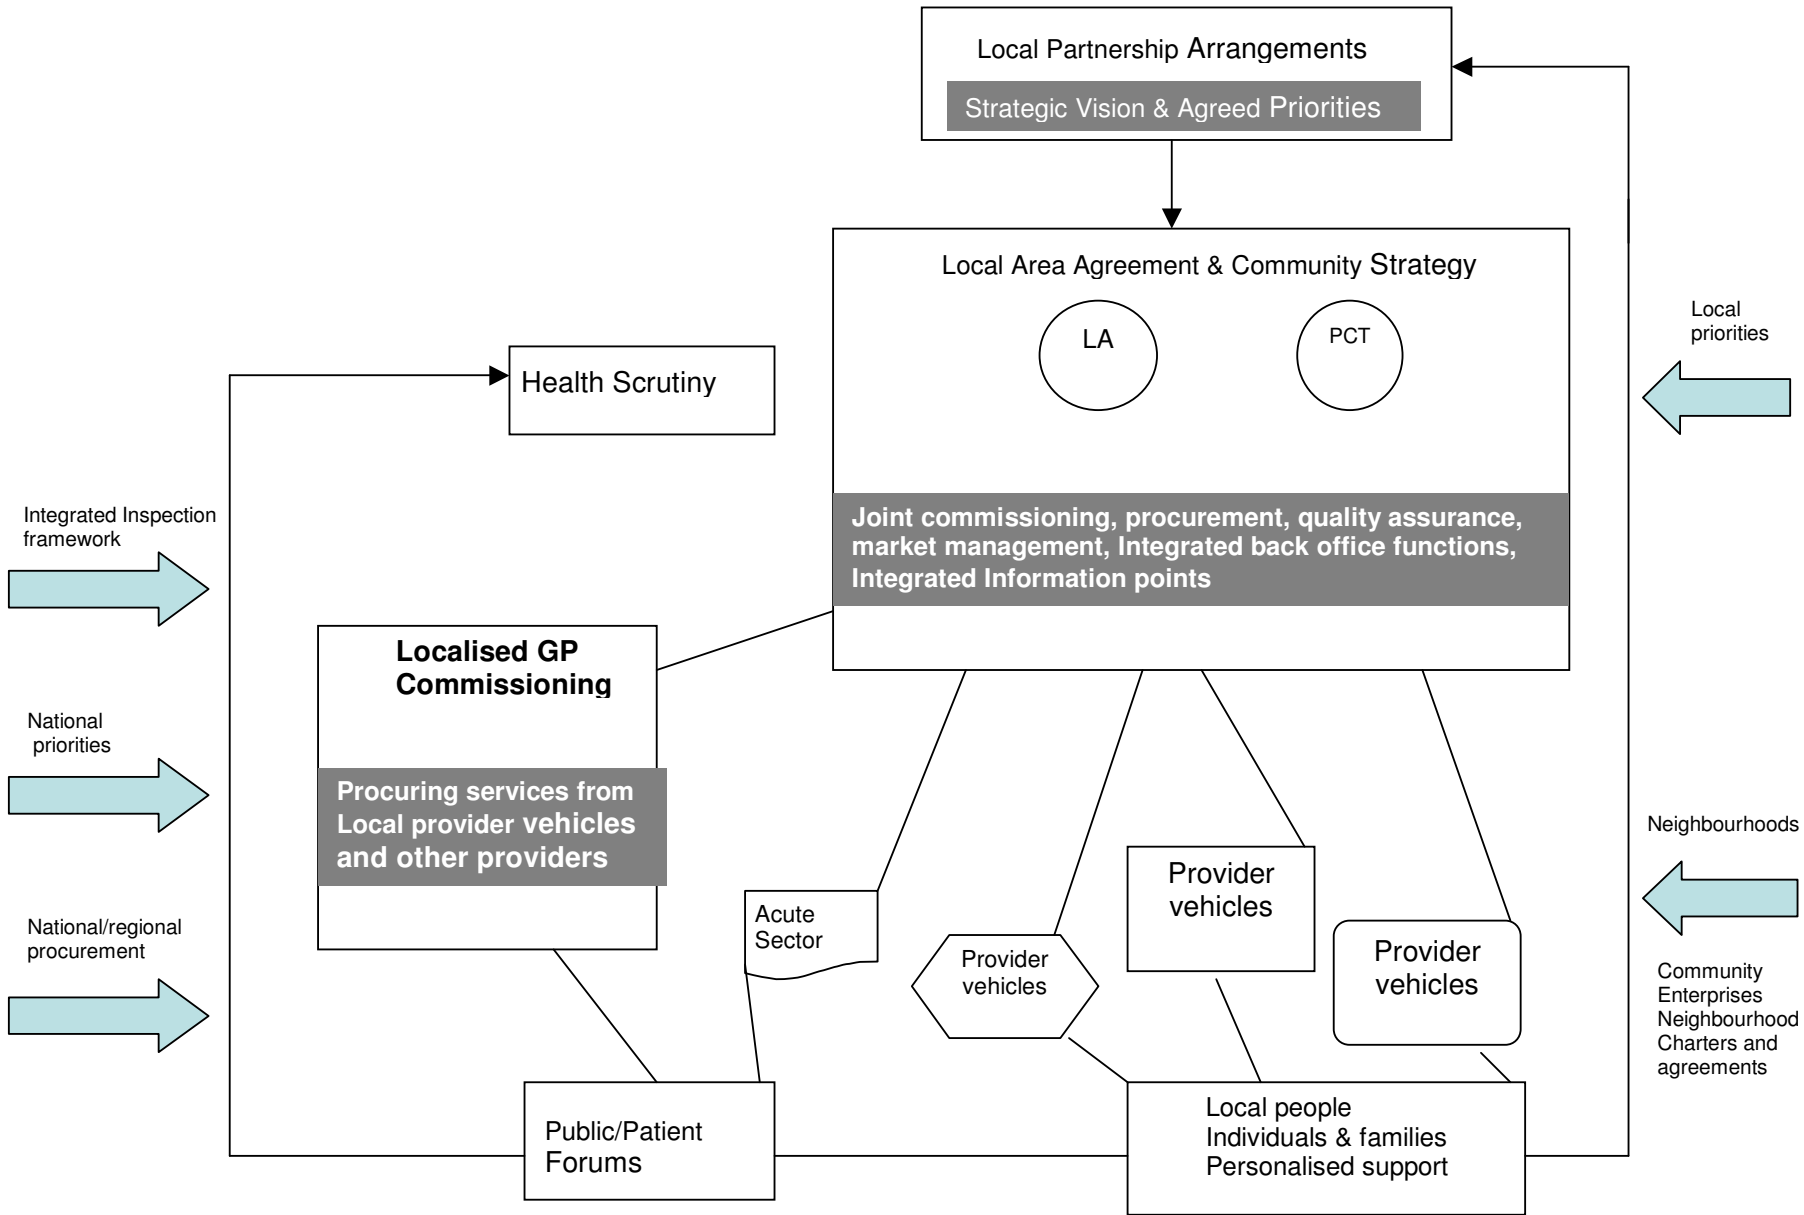 Local Partnership Arrangements
Strategic Vision & Agreed Priorities
Local Area Agreement & Community Strategy
LA
PCT
Local
priorities
Health Scrutiny
Integrated Inspection
framework
Joint commissioning, procurement, quality assurance,
market management, Integrated back office functions,
Integrated Information points
Localised GP
Commissioning
National
priorities
Procuring services from
Local provider vehicles
and other providers
Neighbourhoods
National/regional
procurement
Acute
Sector
Provider
vehicles
Provider
vehicles
Provider
vehicles
Community
Enterprises
Neighbourhood
Charters and
agreements
Public/Patient
Forums
Local people
Individuals & families
Personalised support